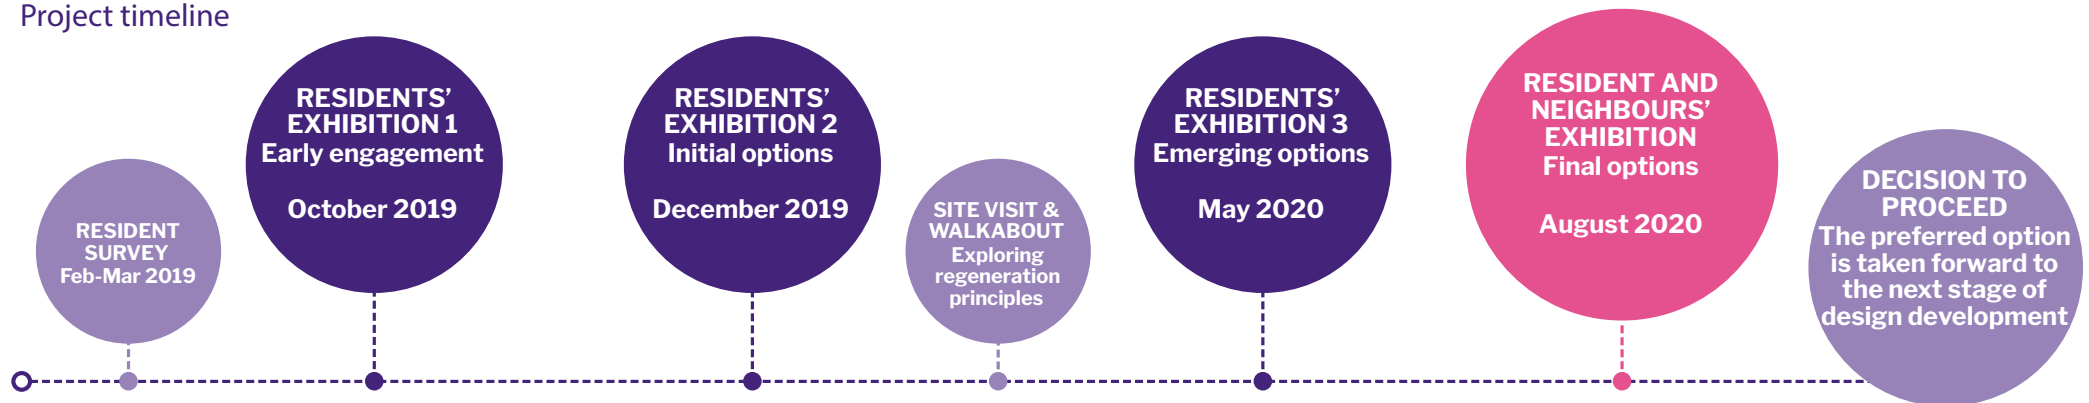 Project timeline
RESIDENT
SURVEY
Feb-Mar 2019
RESIDENTS’
EXHIBITION 1
Early engagement
October 2019
RESIDENTS’
EXHIBITION 2
Initial options
December 2019
SITE VISIT &
WALKABOUT
Exploring
regeneration
principles
RESIDENTS’
EXHIBITION 3
Emerging options
May 2020
RESIDENT AND
NEIGHBOURS’
EXHIBITION
Final options
August 2020
DECISION TO
PROCEED
The preferred option
is taken forward to
the next stage of
design development